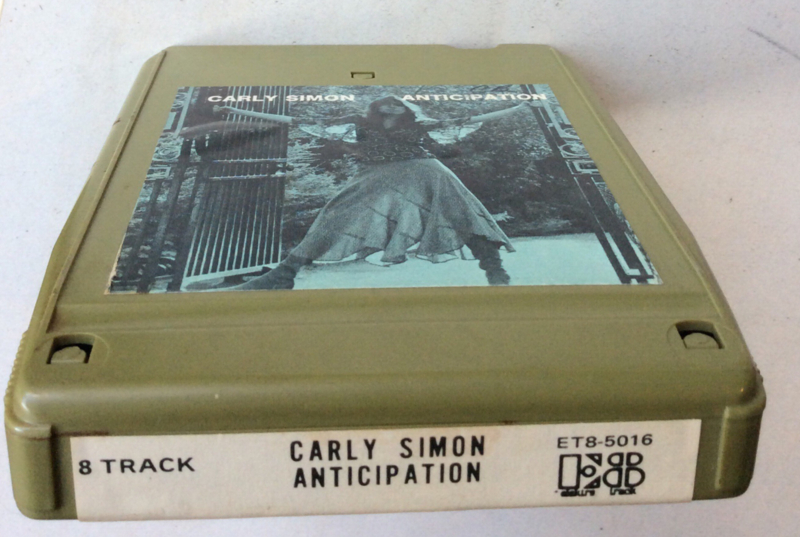 CARLY SIMON ANTICIPATION
8 TRACK
CARLY SIMON
ANTICIPATION
ET8-5016